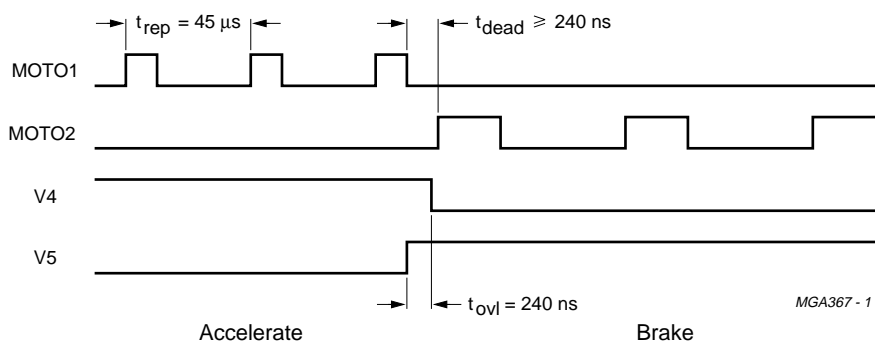 t_rep = 45 μs
t_dead ⩾ 240 ns
MOTO1
MOTO2
V4
V5
t_ovl = 240 ns
MGA367 - 1
Accelerate
Brake